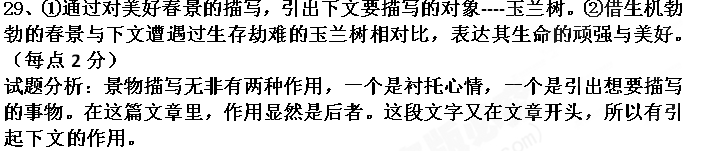 29、①通过对美好春景的描写，引出下文要描写的对象----玉兰树。②借生机勃
勃的春景与下文遭遇过生存劫难的玉兰树相对比，表达其生命的顽强与美好。
（每点 2 分）
试题分析：景物描写无非有两种作用，一个是衬托心情，一个是引出想要描写
的事物。在这篇文章里，作用显然是后者。这段文字又在文章开头，所以有引
起下文的作用。